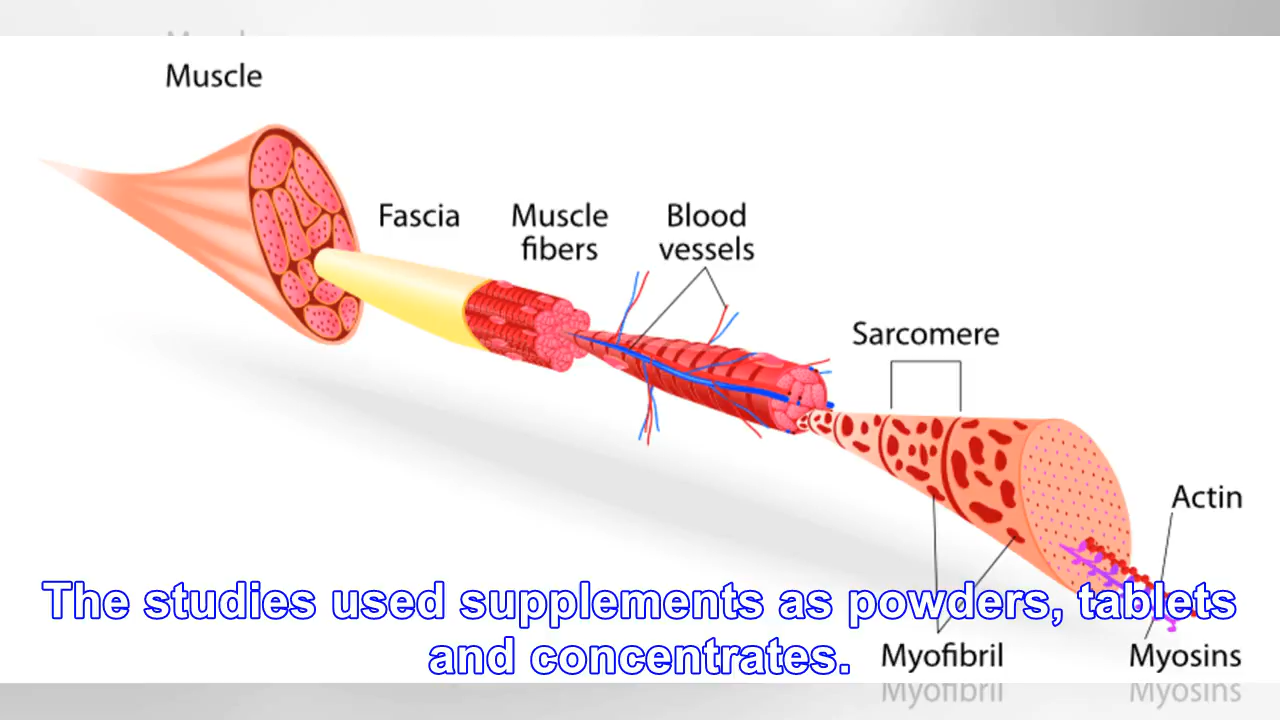 Muscle
Fascia
Muscle
fibers
Blood
vessels
Sarcomere
Actin
The studies used supplements as powders, tablets
and concentrates.
Myofibril
Myosins
Myofibril
Myosins